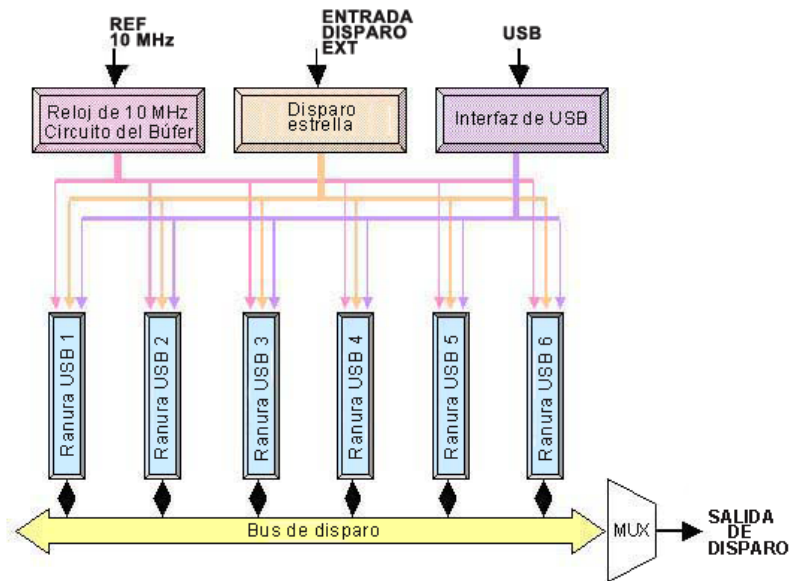 REF
10 MHz
ENTRADA
DISPARO
EXT
USB
Reloj de 10 MHz
Circuito del Búfer
Disparo
estrella
Interfaz de USB
Ranura USB 1
Ranura USB 2
Ranura USB 3
Ranura USB 4
Ranura USB 5
Ranura USB 6
Bus de disparo
MUX
SALIDA
DE
DISPARO